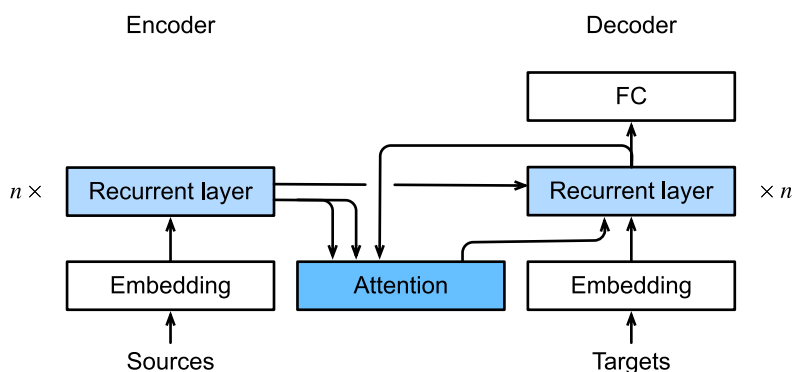 Encoder
Decoder
FC
n ×
Recurrent layer
Recurrent layer
× n
Embedding
Attention
Embedding
Sources
Targets